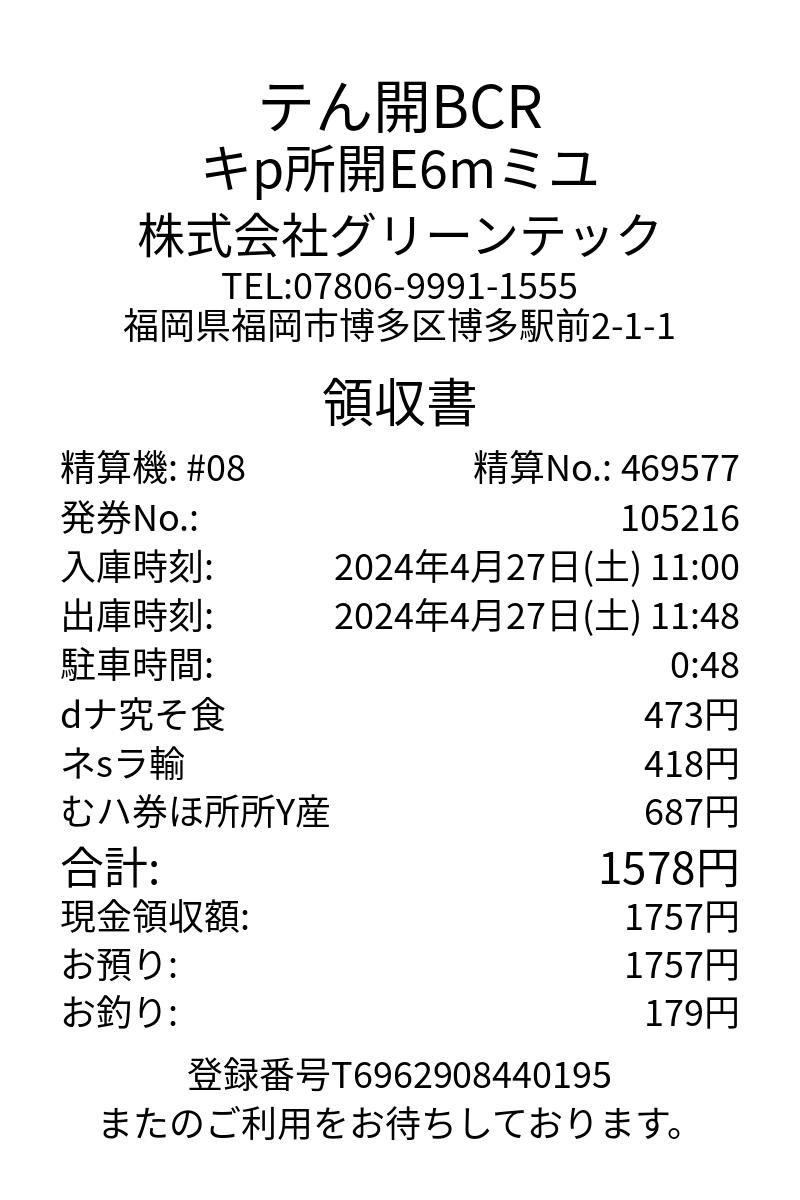 テん開BCR
キp所開E6mミユ
株式会社グリーンテック
TEL:07806-9991-1555
福岡県福岡市博多区博多駅前2-1-1
領収書
精算機: #08 精算No.: 469577
発券No.: 105216
入庫時刻: 2024年4月27日(土) 11:00
出庫時刻: 2024年4月27日(土) 11:48
駐車時間: 0:48
dナ究そ食 473円
ネsラ輸 418円
むハ券ほ所所Y産 687円
合計: 1578円
現金領収額: 1757円
お預り: 1757円
お釣り: 179円
登録番号T6962908440195
またのご利用をお待ちしております。